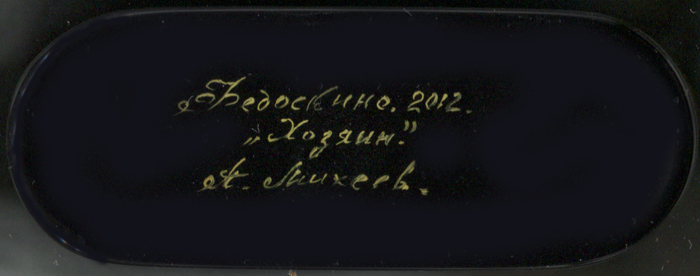 Федоскино. 2012.
„Хозяин."
А. Михеев.